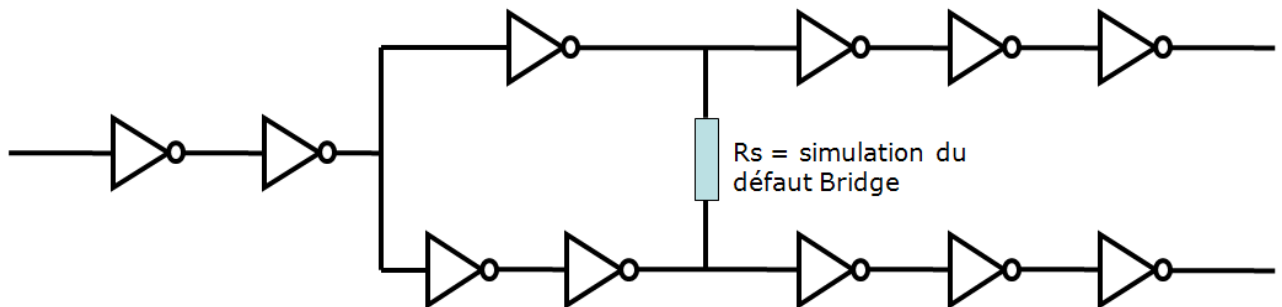 Rs = simulation du
défaut Bridge